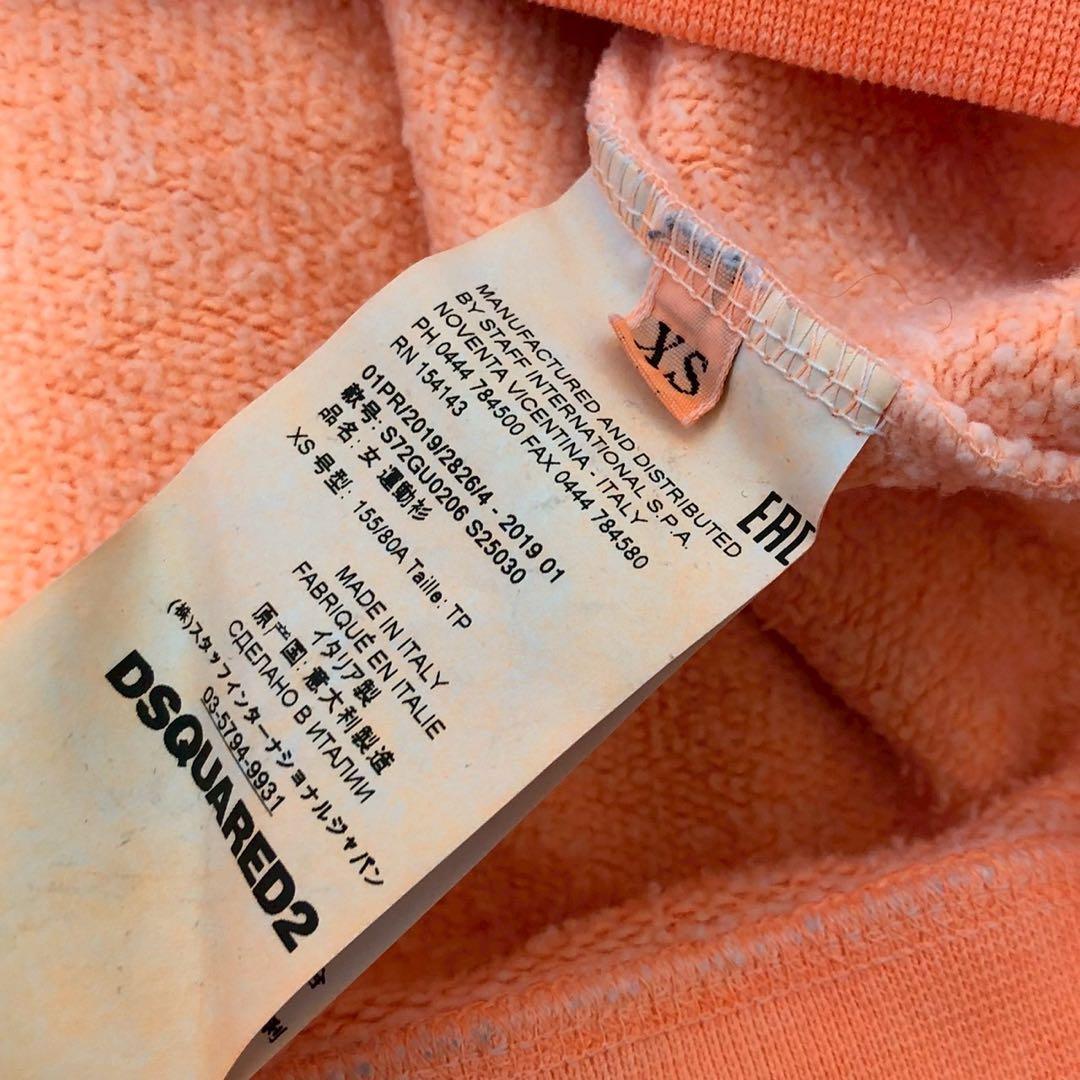 XS
MANUFACTURED AND DISTRIBUTED
BY STAFF INTERNATIONAL S.P.A.
NOVENTA VICENTINA - ITALY
PH 0444 784500 FAX 0444 784580
RN 154143
EAC
01PR/2019/2826/4 - 2019 01
款号: S72GU0206 S25030
品名: 女 運動衫
XS 号型: 155/80A Taille: TP
MADE IN ITALY
FABRIQUÉ EN ITALIE
イタリア製
原产国: 意大利製造
СДЕЛАНО В ИТАЛИИ
(株)スタッフインターナショナルジャパン
03-5794-9931
DSQUARED2